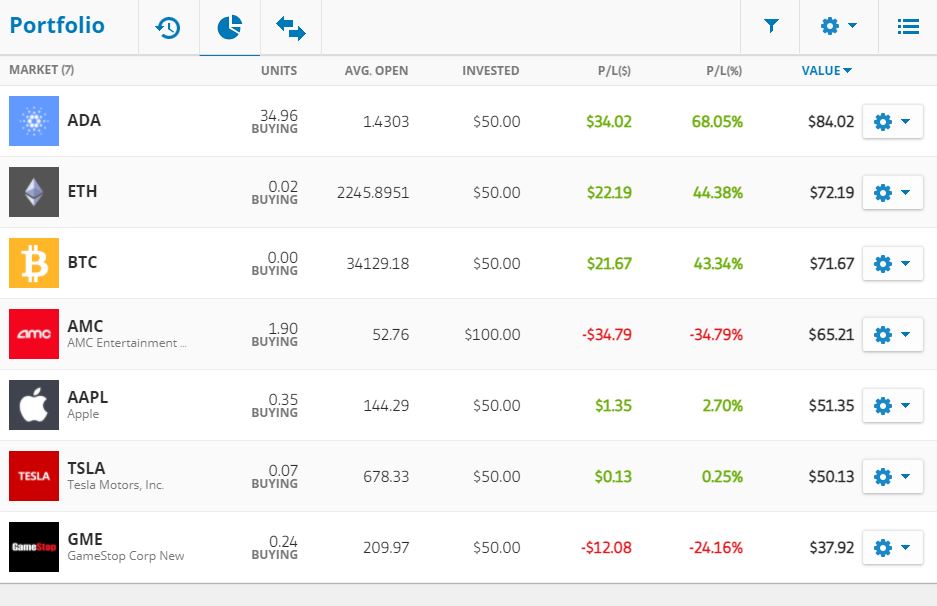 Portfolio
MARKET (7) UNITS AVG. OPEN INVESTED P/L($) P/L(%) VALUE
ADA 34.96 BUYING 1.4303 $50.00 $34.02 68.05% $84.02
ETH 0.02 BUYING 2245.8951 $50.00 $22.19 44.38% $72.19
BTC 0.00 BUYING 34129.18 $50.00 $21.67 43.34% $71.67
amc AMC 1.90 BUYING 52.76 $100.00 -$34.79 -34.79% $65.21
AMC Entertainment ...
AAPL 0.35 BUYING 144.29 $50.00 $1.35 2.70% $51.35
Apple
TESLA TSLA 0.07 BUYING 678.33 $50.00 $0.13 0.25% $50.13
Tesla Motors, Inc.
GameStop GME 0.24 BUYING 209.97 $50.00 -$12.08 -24.16% $37.92
GameStop Corp New